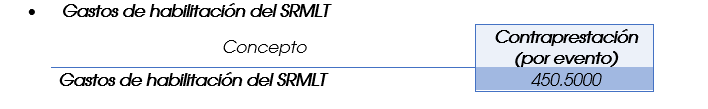 • Gastos de habilitación del SRMLT
Concepto
Contraprestación
(por evento)
Gastos de habilitación del SRMLT 450.5000